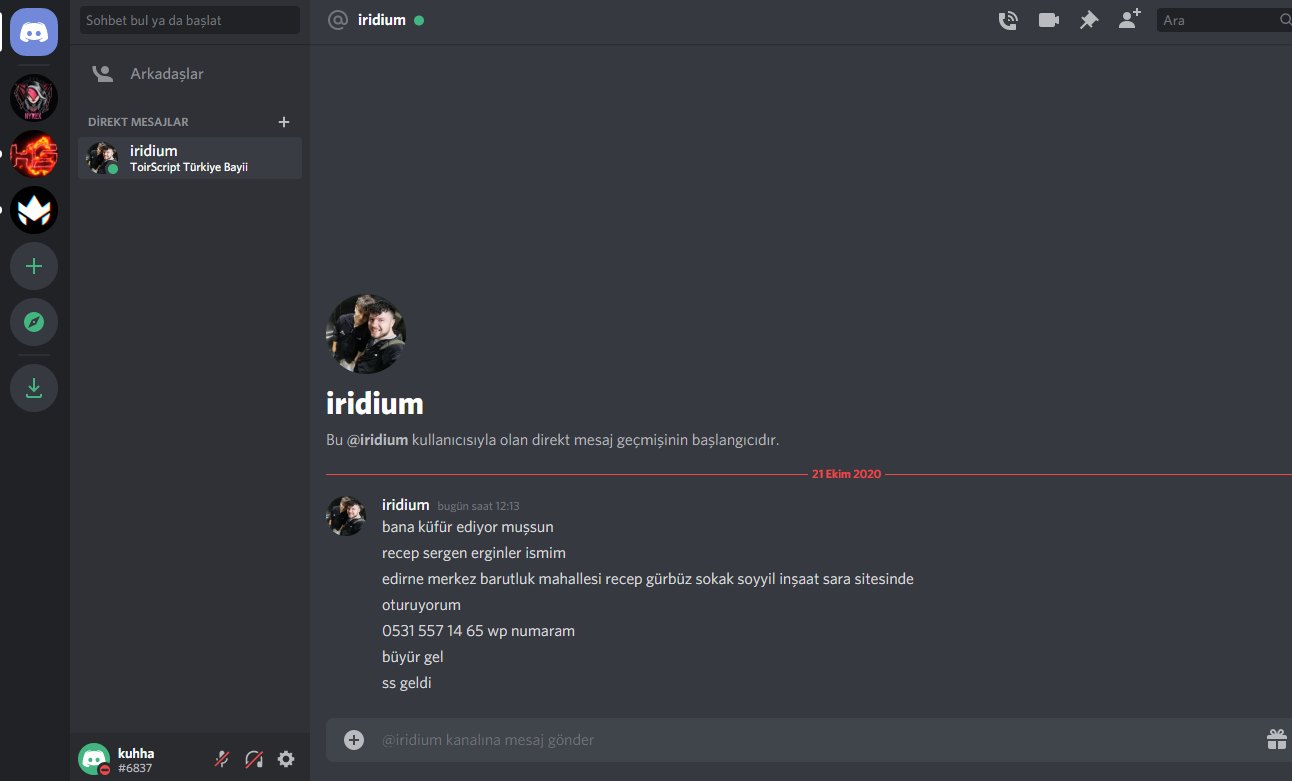 Sohbet bul ya da başlat
iridium
Ara
Arkadaşlar
DİREKT MESAJLAR
iridium
ToirScript Türkiye Bayii
iridium
Bu @iridium kullanıcısıyla olan direkt mesaj geçmişinin başlangıcıdır.
21 Ekim 2020
iridium bugün saat 12:13
bana küfür ediyor muşsun
recep sergen erginler ismim
edirne merkez barutluk mahallesi recep gürbüz sokak soyyil inşaat sara sitesinde
oturuyorum
0531 557 14 65 wp numaram
büyür gel
ss geldi
@iridium kanalına mesaj gönder
kuhha
#6837